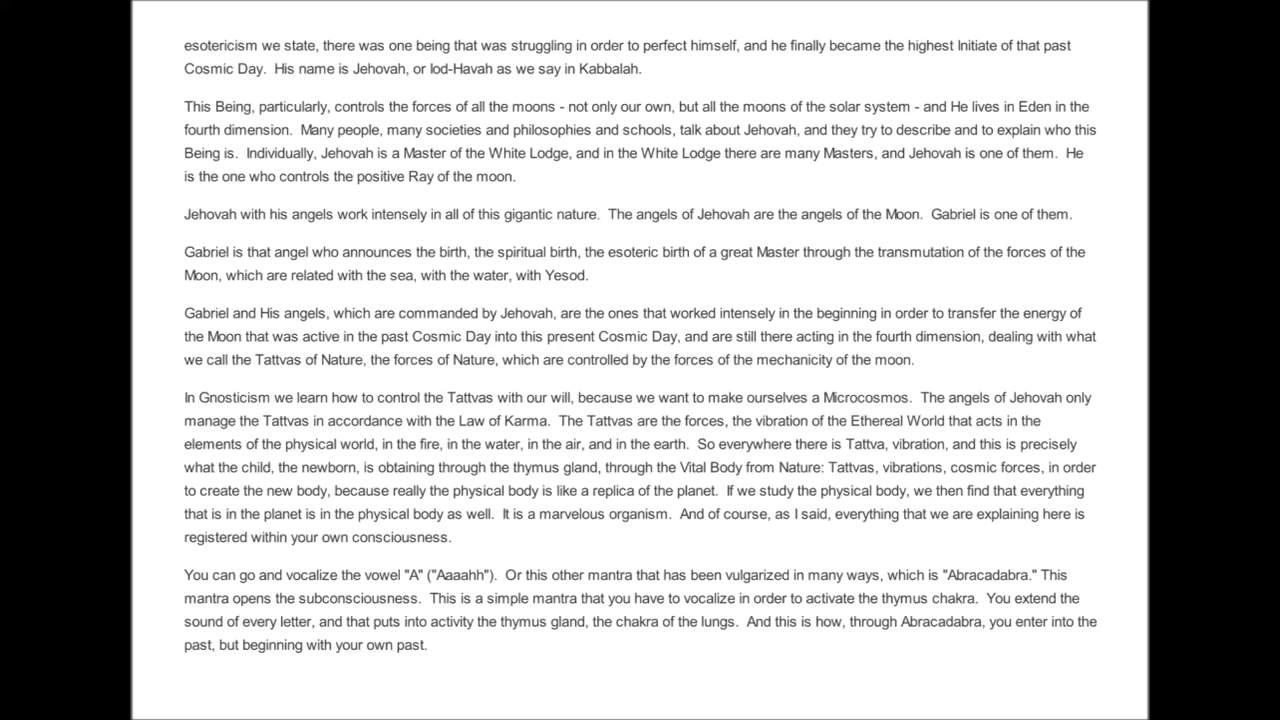 esotericism we state, there was one being that was struggling in order to perfect himself, and he finally became the highest Initiate of that past
Cosmic Day.  His name is Jehovah, or Iod-Havah as we say in Kabbalah.
This Being, particularly, controls the forces of all the moons - not only our own, but all the moons of the solar system - and He lives in Eden in the
fourth dimension.  Many people, many societies and philosophies and schools, talk about Jehovah, and they try to describe and to explain who this
Being is.  Individually, Jehovah is a Master of the White Lodge, and in the White Lodge there are many Masters, and Jehovah is one of them.  He
is the one who controls the positive Ray of the moon.
Jehovah with his angels work intensely in all of this gigantic nature.  The angels of Jehovah are the angels of the Moon.  Gabriel is one of them.
Gabriel is that angel who announces the birth, the spiritual birth, the esoteric birth of a great Master through the transmutation of the forces of the
Moon, which are related with the sea, with the water, with Yesod.
Gabriel and His angels, which are commanded by Jehovah, are the ones that worked intensely in the beginning in order to transfer the energy of
the Moon that was active in the past Cosmic Day into this present Cosmic Day, and are still there acting in the fourth dimension, dealing with what
we call the Tattvas of Nature, the forces of Nature, which are controlled by the forces of the mechanicity of the moon.
In Gnosticism we learn how to control the Tattvas with our will, because we want to make ourselves a Microcosmos.  The angels of Jehovah only
manage the Tattvas in accordance with the Law of Karma.  The Tattvas are the forces, the vibration of the Ethereal World that acts in the
elements of the physical world, in the fire, in the water, in the air, and in the earth.  So everywhere there is Tattva, vibration, and this is precisely
what the child, the newborn, is obtaining through the thymus gland, through the Vital Body from Nature: Tattvas, vibrations, cosmic forces, in order
to create the new body, because really the physical body is like a replica of the planet.  If we study the physical body, we then find that everything
that is in the planet is in the physical body as well.  It is a marvelous organism.  And of course, as I said, everything that we are explaining here is
registered within your own consciousness.
You can go and vocalize the vowel "A" ("Aaaahh").  Or this other mantra that has been vulgarized in many ways, which is "Abracadabra." This
mantra opens the subconsciousness.  This is a simple mantra that you have to vocalize in order to activate the thymus chakra.  You extend the
sound of every letter, and that puts into activity the thymus gland, the chakra of the lungs.  And this is how, through Abracadabra, you enter into the
past, but beginning with your own past.